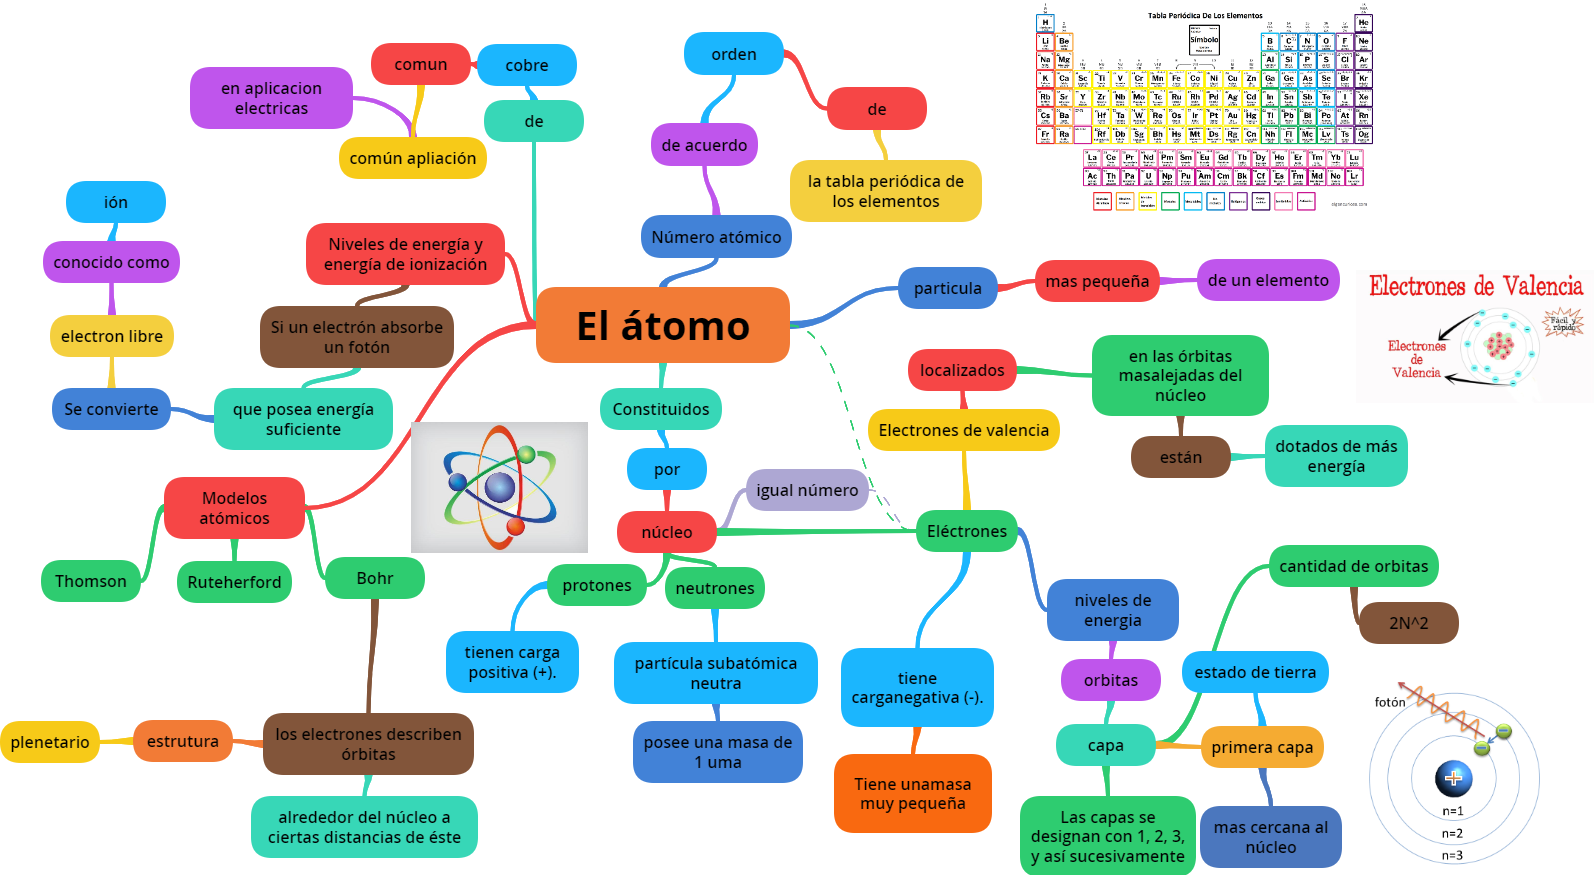 Tabla Periódica De Los Elementos
Símbolo
H He
Li Be B C N O F Ne
Na Mg Al Si P S Cl Ar
K Ca Sc Ti V Cr Mn Fe Co Ni Cu Zn Ga Ge As Se Br Kr
Rb Sr Y Zr Nb Mo Tc Ru Rh Pd Ag Cd In Sn Sb Te I Xe
Cs Ba Hf Ta W Re Os Ir Pt Au Hg Tl Pb Bi Po At Rn
Fr Ra Rf Db Sg Bh Hs Mt Ds Rg Cn Nh Fl Mc Lv Ts Og
La Ce Pr Nd Pm Sm Eu Gd Tb Dy Ho Er Tm Yb Lu
Ac Th Pa U Np Pu Am Cm Bk Cf Es Fm Md No Lr
comun
cobre
en aplicacion
electricas
común apliación
de
orden
de
de acuerdo
la tabla periódica de
los elementos
Número atómico
ión
conocido como
electron libre
Se convierte
Niveles de energía y
energía de ionización
Si un electrón absorbe
un fotón
que posea energía
suficiente
El átomo
particula
mas pequeña
de un elemento
Electrones de Valencia
Fácil y
rápido
Electrones
de
Valencia
localizados
en las órbitas
masalejadas del
núcleo
Electrones de valencia
están
dotados de más
energía
Constituidos
por
igual número
núcleo
Eléctrones
Modelos
atómicos
Thomson
Ruteherford
Bohr
protones
neutrones
tienen carga
positiva (+).
partícula subatómica
neutra
posee una masa de
1 uma
tiene
carganegativa (-).
Tiene unamasa
muy pequeña
niveles de
energia
orbitas
capa
cantidad de orbitas
2N^2
estado de tierra
primera capa
Las capas se
designan con 1, 2, 3,
y así sucesivamente
mas cercana al
núcleo
plenetario
estrutura
los electrones describen
órbitas
alrededor del núcleo a
ciertas distancias de éste
fotón
+
n=1
n=2
n=3